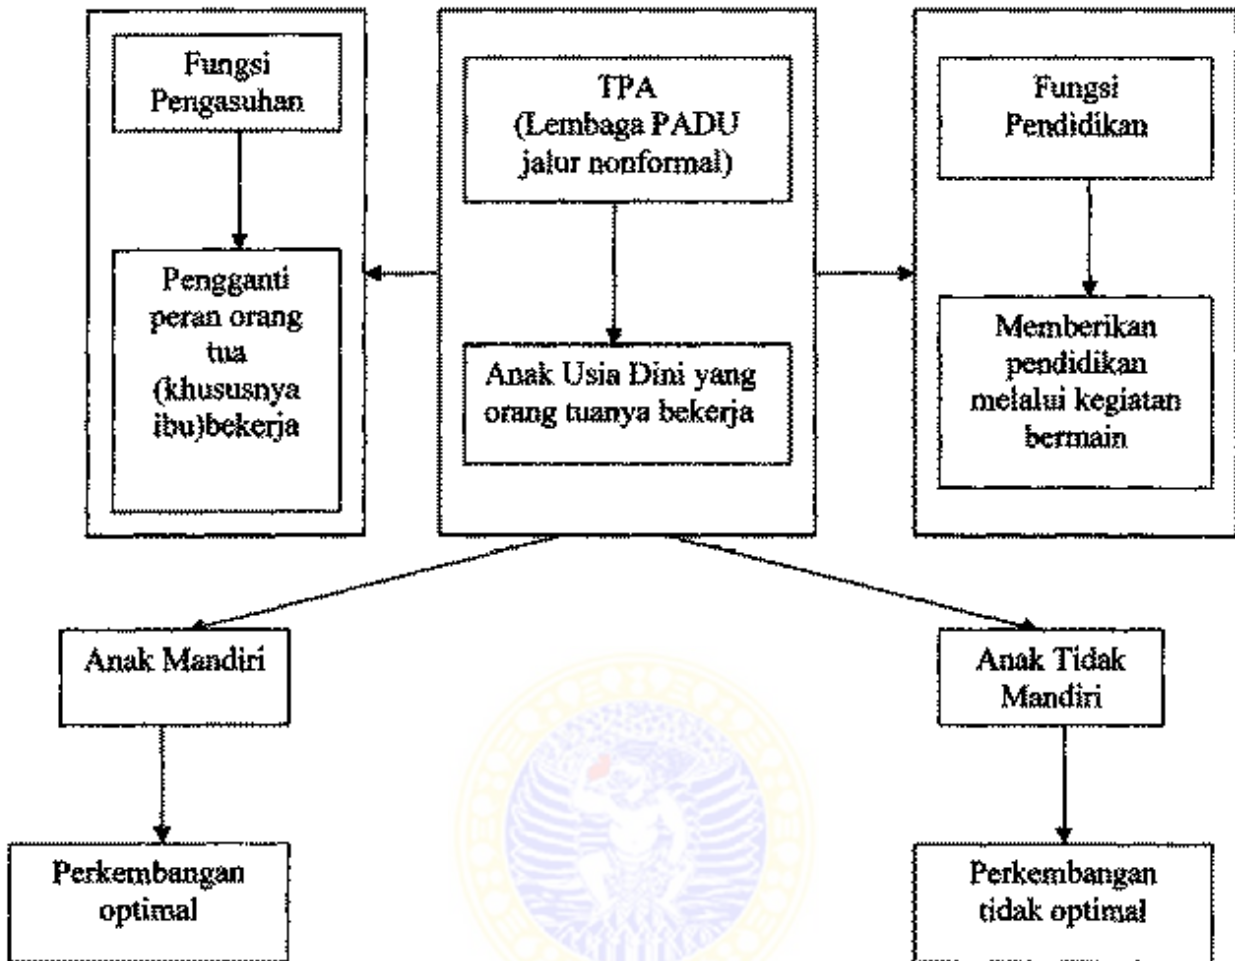 Fungsi
Pengasuhan
Pengganti
peran orang
tua
(khususnya
ibu)bekerja
TPA
(Lembaga PADU
jalur nonformal)
Anak Usia Dini yang
orang tuanya bekerja
Fungsi
Pendidikan
Memberikan
pendidikan
melalui kegiatan
bermain
Anak Mandiri
Anak Tidak
Mandiri
Perkembangan
optimal
Perkembangan
tidak optimal